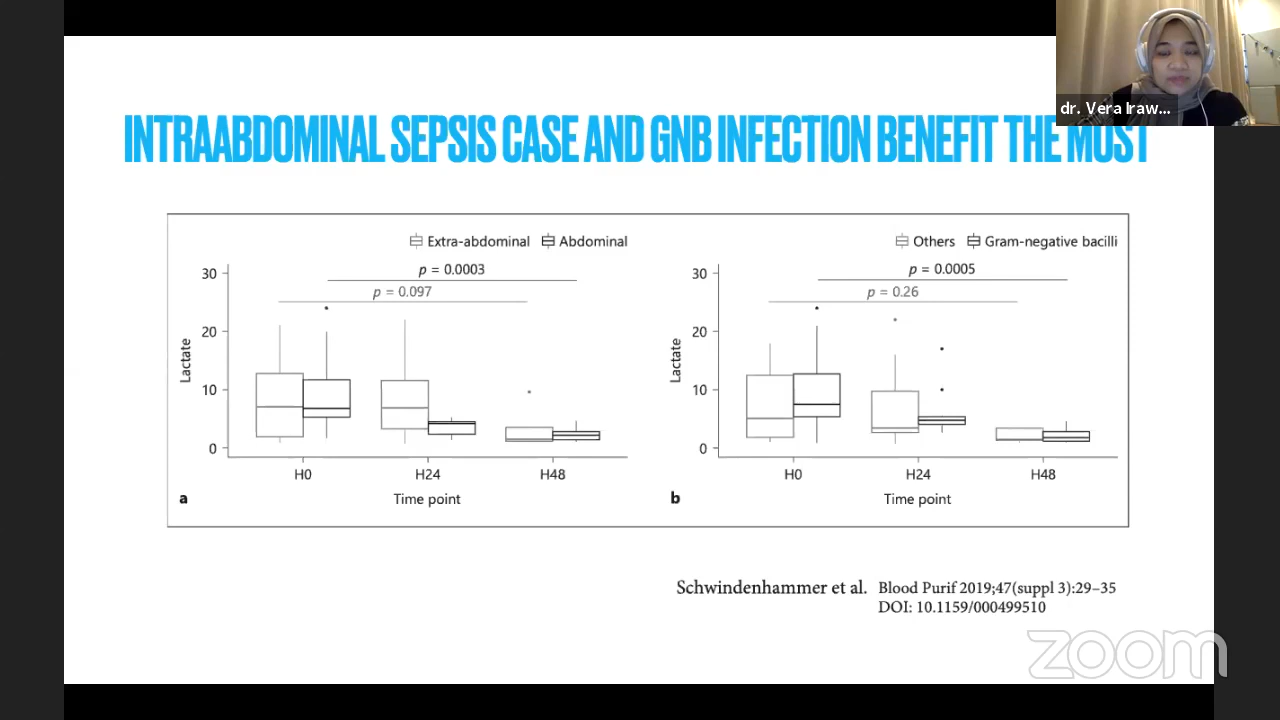 dr. Vera Iraw...
INTRAABDOMINAL SEPSIS CASE AND GNB INFECTION BENEFIT THE MOST
Extra-abdominal Abdominal
p = 0.0003
p = 0.097
30
20
10
0
Lactate
H0 H24 H48
a
Time point
Others Gram-negative bacilli
p = 0.0005
p = 0.26
30
20
10
0
Lactate
H0 H24 H48
b
Time point
Schwindenhammer et al. Blood Purif 2019;47(suppl 3):29–35
DOI: 10.1159/000499510
zoom